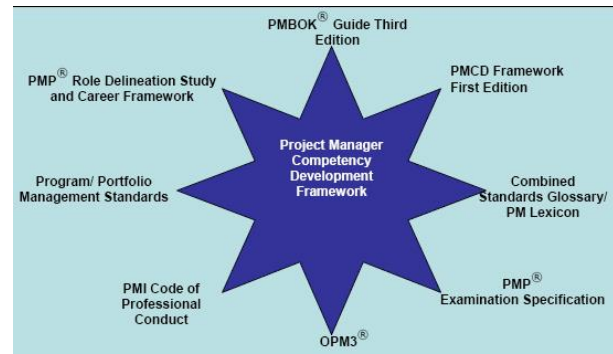 PMBOK® Guide Third
Edition
PMP® Role Delineation Study
and Career Framework
PMCD Framework
First Edition
Project Manager
Competency
Development
Framework
Program/ Portfolio
Management Standards
Combined
Standards Glossary/
PM Lexicon
PMI Code of
Professional
Conduct
PMP®
Examination Specification
OPM3®